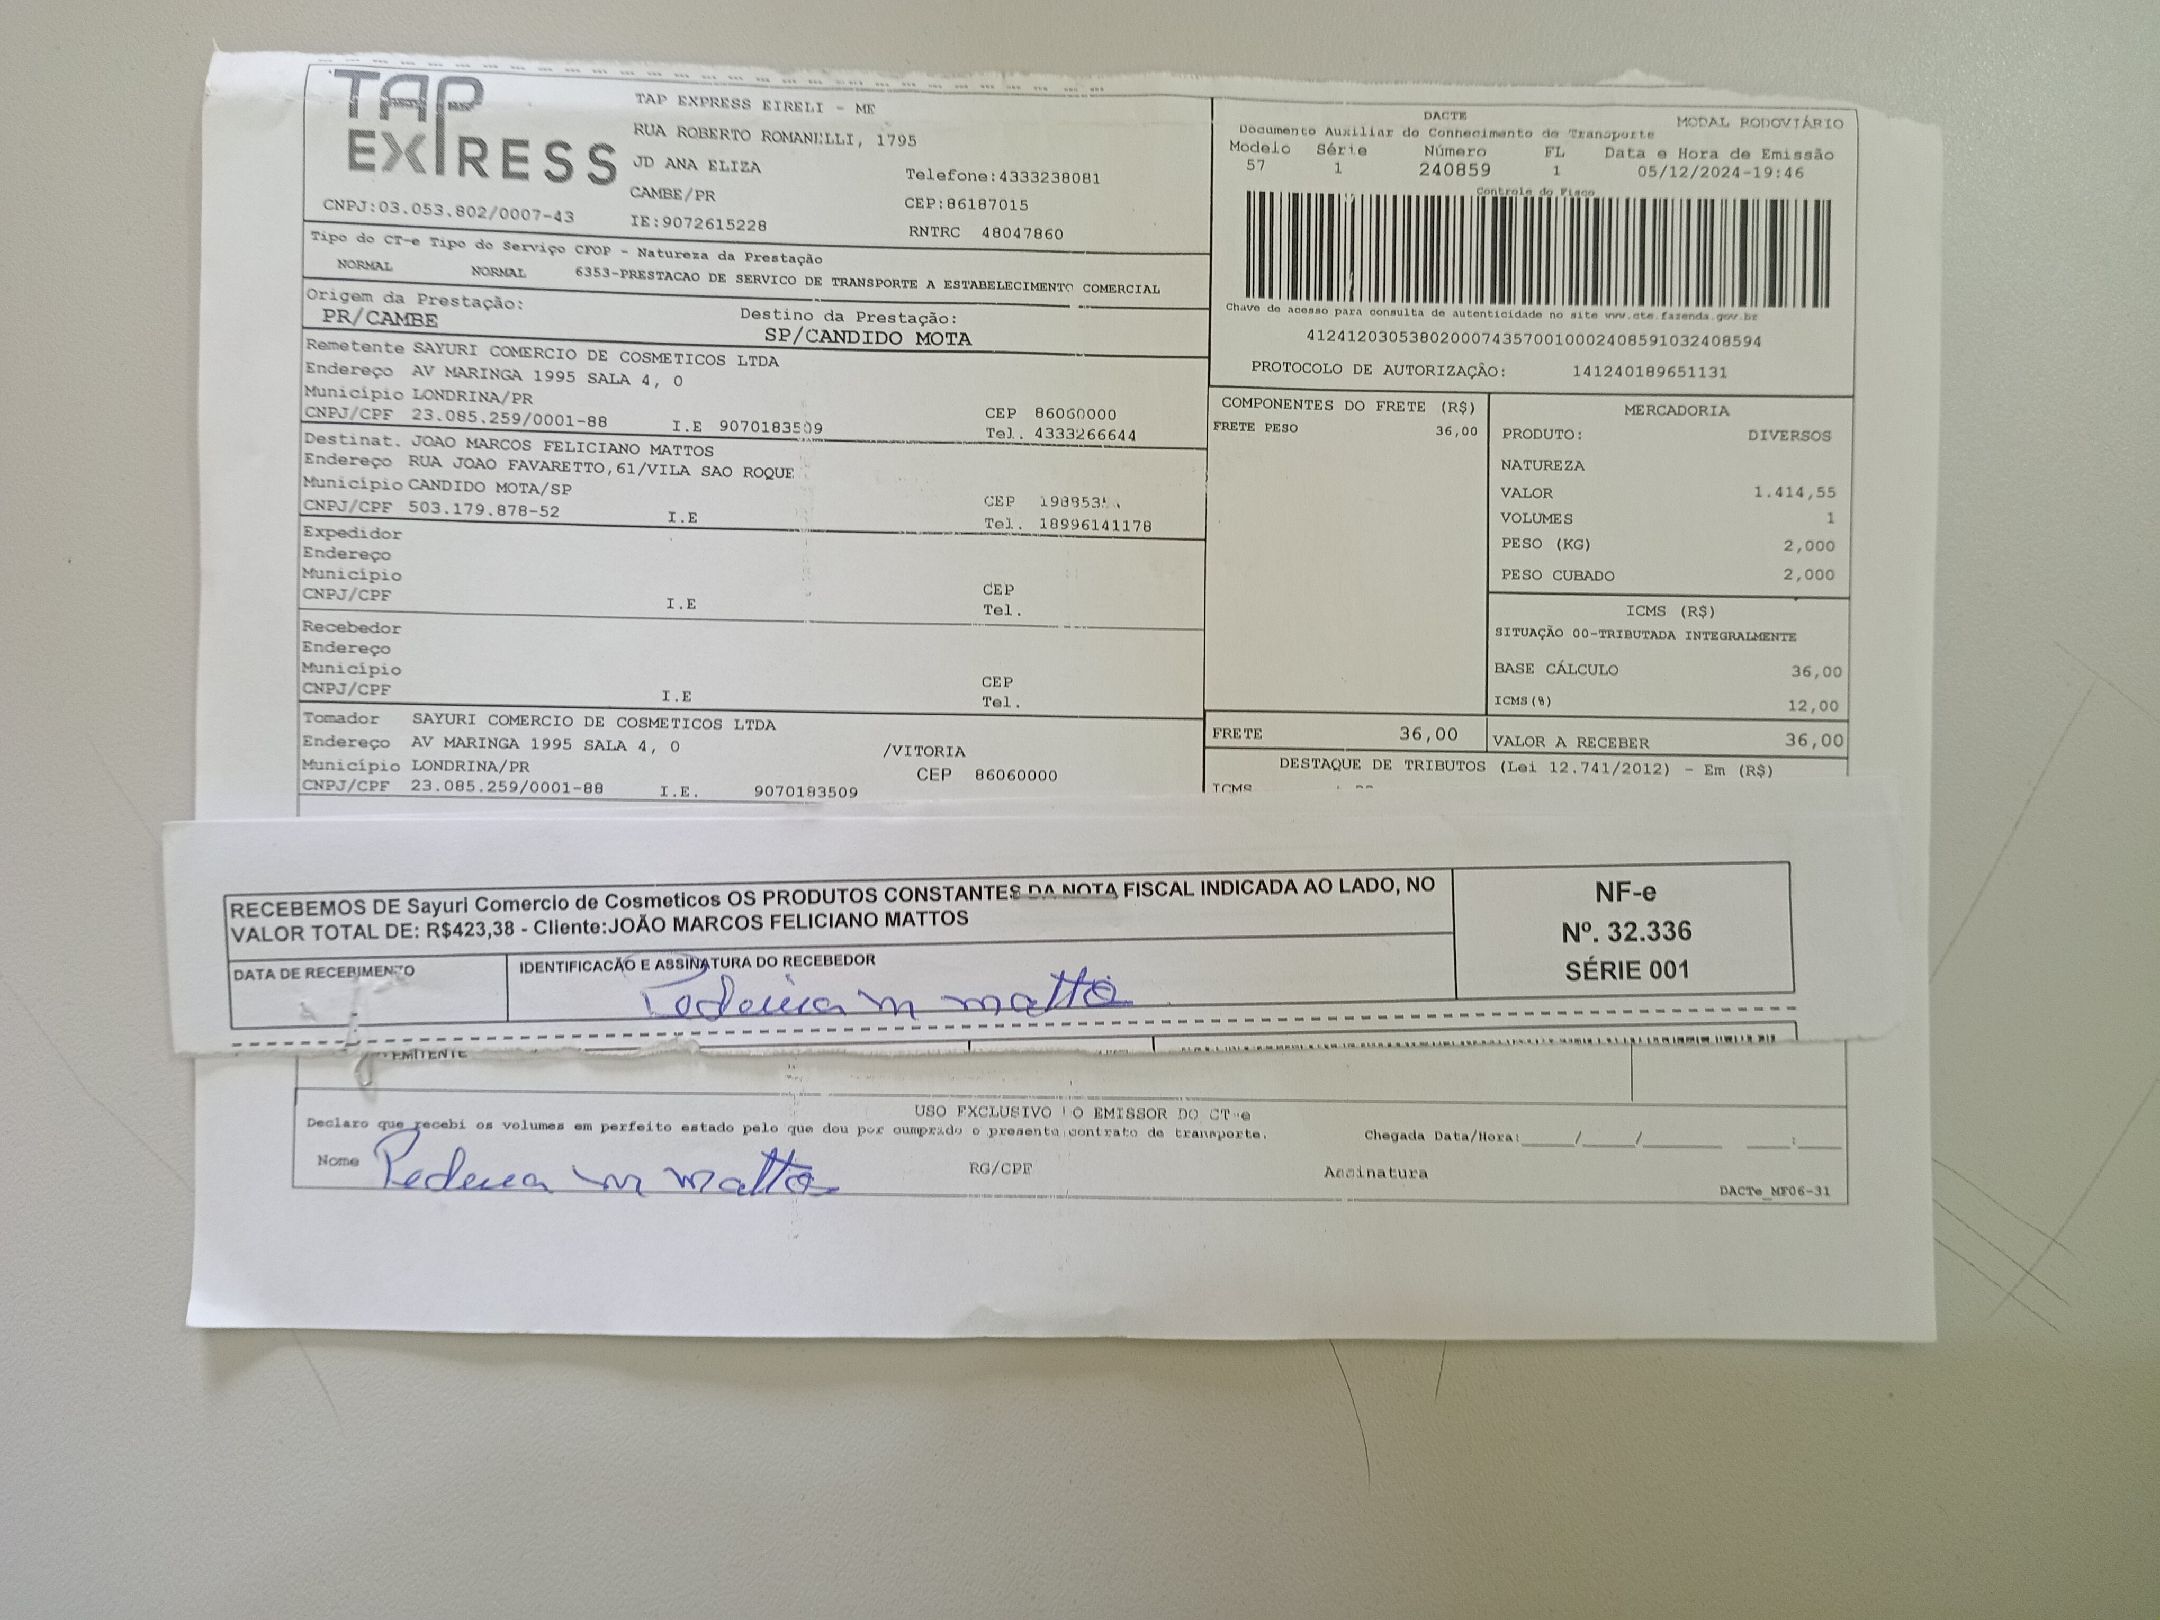 TAP EXPRESS
TAP EXPRESS EIRELI - ME
RUA ROBERTO ROMANELLI, 1795
JD ANA ELIZA
Telefone:4333238081
CAMBE/PR
CEP:86187015
CNPJ:03.053.802/0007-43
IE:9072615228
RNTRC 48047860
Tipo do CT-e Tipo do Serviço CFOP - Natureza da Prestação
NORMAL NORMAL 6353-PRESTACAO DE SERVICO DE TRANSPORTE A ESTABELECIMENTO COMERCIAL
Origem da Prestação: Destino da Prestação:
PR/CAMBE SP/CANDIDO MOTA
Remetente SAYURI COMERCIO DE COSMETICOS LTDA
Endereço AV MARINGA 1995 SALA 4, 0
Município LONDRINA/PR CEP 86060000
CNPJ/CPF 23.085.259/0001-88 I.E 9070183509 Tel. 4333266644
Destinat. JOAO MARCOS FELICIANO MATTOS
Endereço RUA JOAO FAVARETTO,61/VILA SAO ROQUE
Município CANDIDO MOTA/SP CEP
CNPJ/CPF 503.179.878-52 I.E Tel. 18996141178
Expedidor
Endereço
Município CEP
CNPJ/CPF I.E Tel.
Recebedor
Endereço
Município CEP
CNPJ/CPF I.E Tel.
Tomador SAYURI COMERCIO DE COSMETICOS LTDA
Endereço AV MARINGA 1995 SALA 4, 0 /VITORIA
Município LONDRINA/PR CEP 86060000
CNPJ/CPF 23.085.259/0001-88 I.E. 9070183509
DACTE MODAL RODOVIÁRIO
Documento Auxiliar do Conhecimento de Transporte
Modelo Série Número FL Data e Hora de Emissão
57 1 240859 1 05/12/2024-19:46
Controle do Fisco
Chave de acesso para consulta de autenticidade no site www.cte.fazenda.gov.br
41241203053802000743570010002408591032408594
PROTOCOLO DE AUTORIZAÇÃO: 141240189651131
COMPONENTES DO FRETE (R$)
FRETE PESO 36,00
MERCADORIA
PRODUTO: DIVERSOS
NATUREZA
VALOR 1.414,55
VOLUMES 1
PESO (KG) 2,000
PESO CUBADO 2,000
ICMS (R$)
SITUAÇÃO 00-TRIBUTADA INTEGRALMENTE
BASE CÁLCULO 36,00
ICMS(%) 12,00
FRETE 36,00 VALOR A RECEBER 36,00
DESTAQUE DE TRIBUTOS (Lei 12.741/2012) - Em (R$)
ICMS
RECEBEMOS DE Sayuri Comercio de Cosmeticos OS PRODUTOS CONSTANTES DA NOTA FISCAL INDICADA AO LADO, NO
VALOR TOTAL DE: R$423,38 - Cliente:JOÃO MARCOS FELICIANO MATTOS
DATA DE RECEBIMENTO IDENTIFICACÃO E ASSINATURA DO RECEBEDOR
m mattos
NF-e
Nº. 32.336
SÉRIE 001
EMITENTE
USO EXCLUSIVO DO EMISSOR DO CT-e
Declaro que recebi os volumes em perfeito estado pelo que dou por cumprido o presente contrato de transporte. Chegada Data/Hora:___/___/_____ ___:___
Nome m mattos RG/CPF Assinatura
DACTe_MF06-31